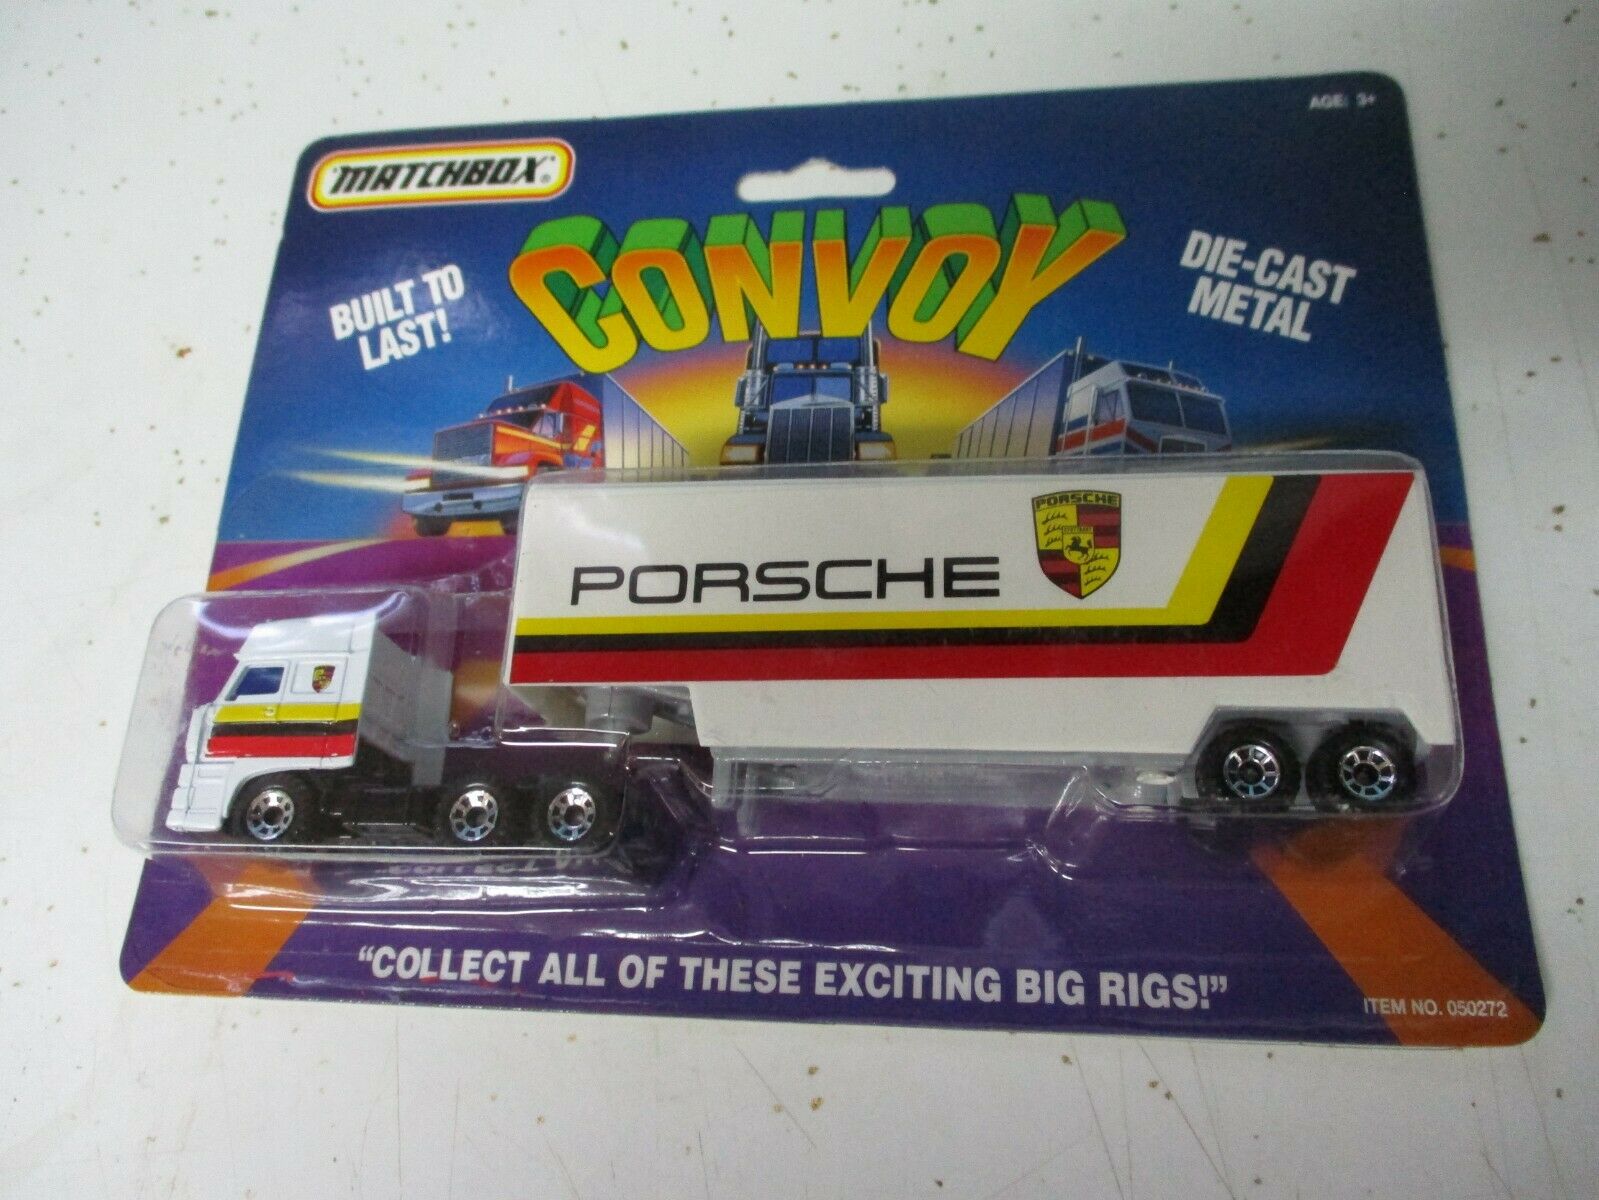 AGE: 3+
MATCHBOX®
CONVOY
BUILT TO
LAST!
DIE-CAST
METAL
PORSCHE
PORSCHE
"COLLECT ALL OF THESE EXCITING BIG RIGS!"
ITEM NO. 050272